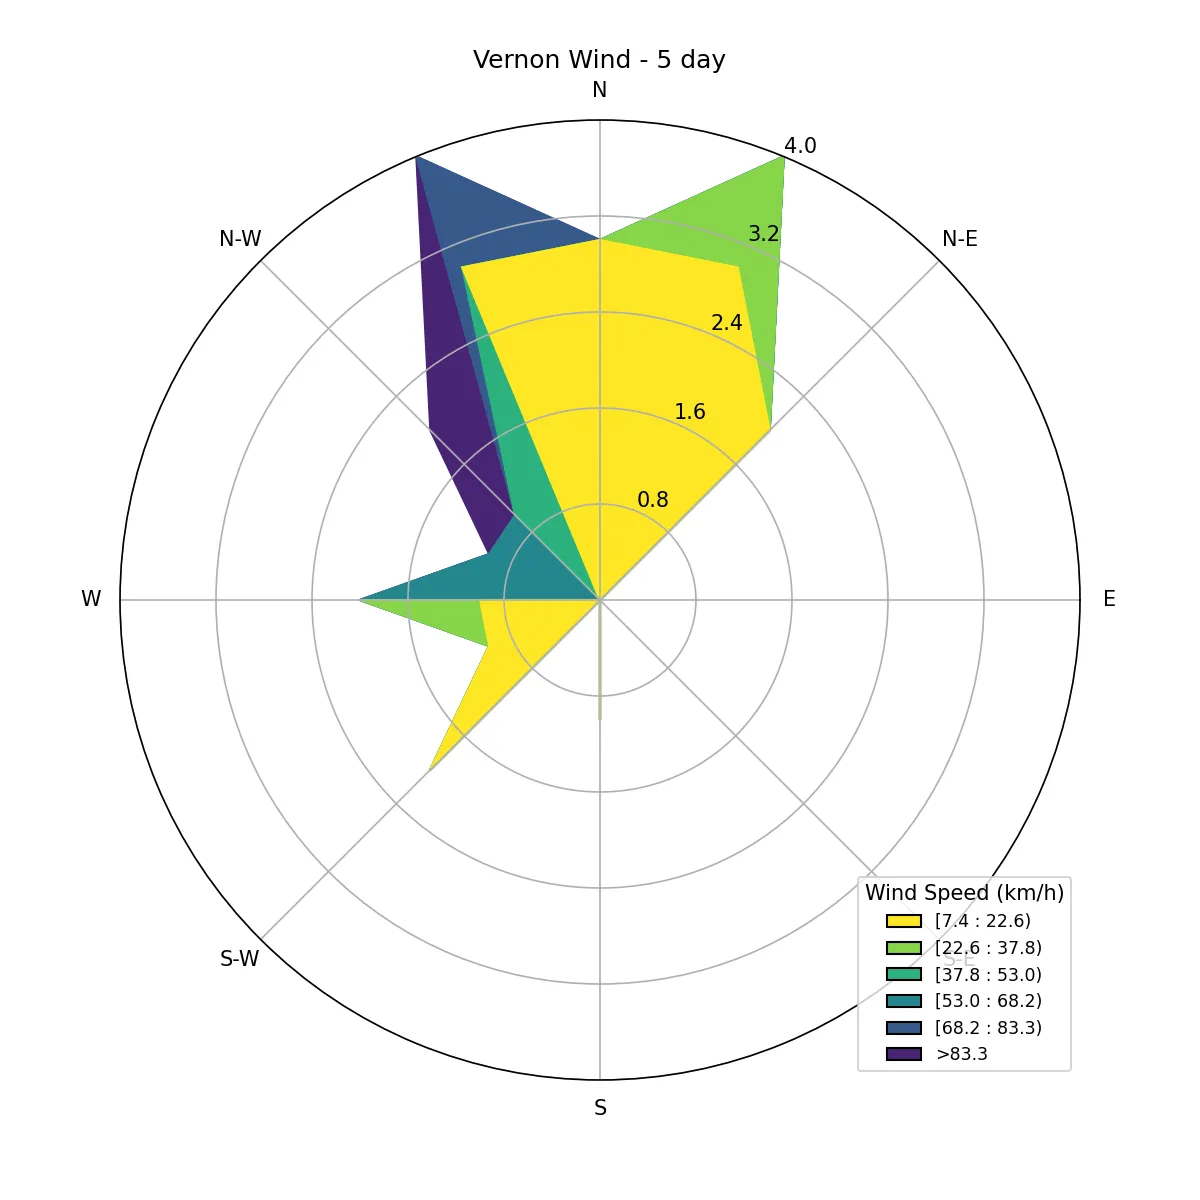 Vernon Wind - 5 day
N
4.0
N-W
3.2
N-E
2.4
1.6
0.8
W
E
Wind Speed (km/h)
[7.4 : 22.6)
[22.6 : 37.8)
S-W
S-E
[37.8 : 53.0)
[53.0 : 68.2)
[68.2 : 83.3)
>83.3
S